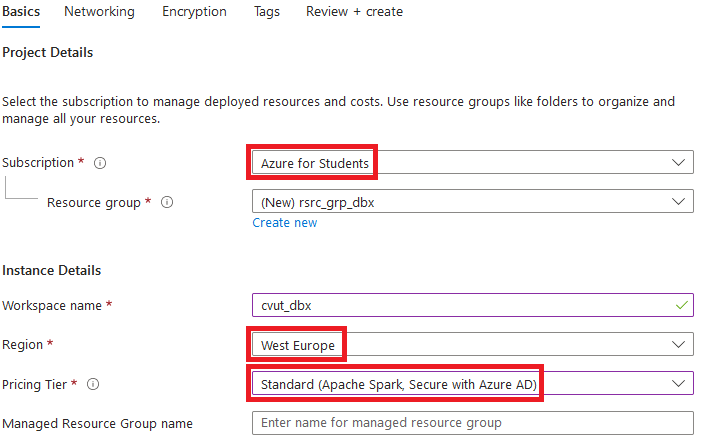 Basics Networking Encryption Tags Review + create
Project Details
Select the subscription to manage deployed resources and costs. Use resource groups like folders to organize and
manage all your resources.
Subscription * Azure for Students
Resource group * (New) rsrc_grp_dbx
Create new
Instance Details
Workspace name * cvut_dbx
Region * West Europe
Pricing Tier * Standard (Apache Spark, Secure with Azure AD)
Managed Resource Group name Enter name for managed resource group